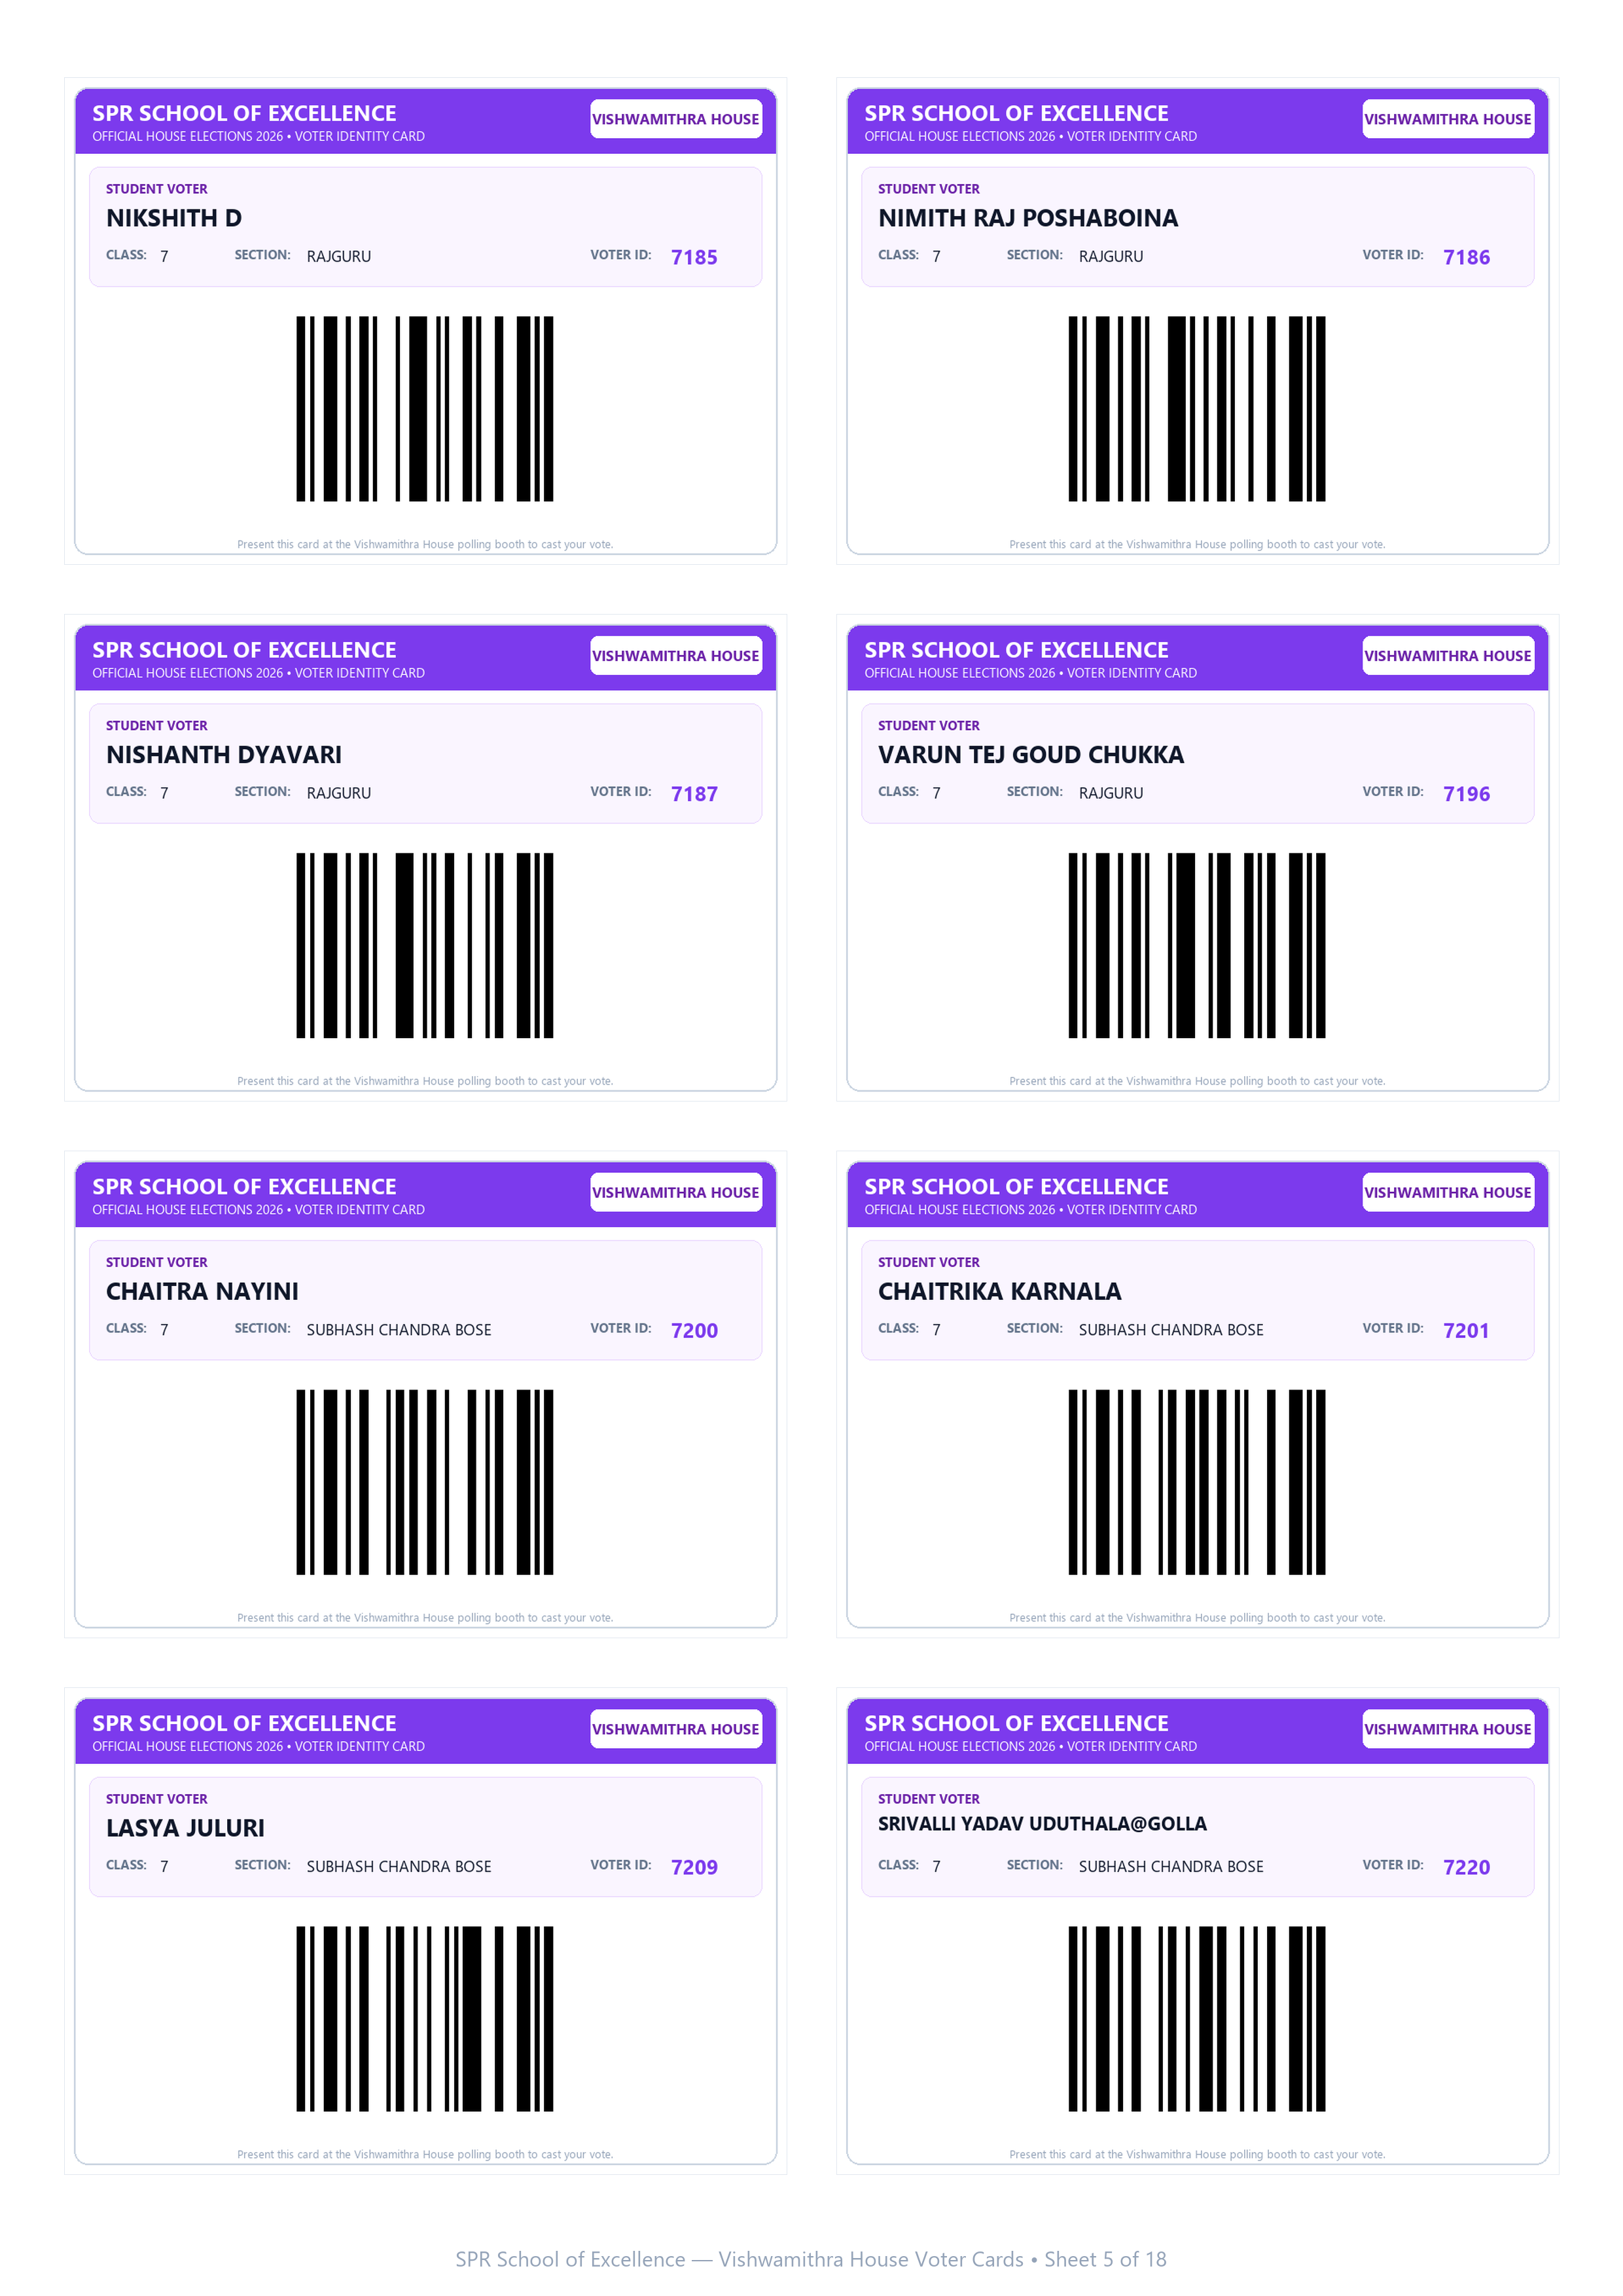 SPR SCHOOL OF EXCELLENCE
OFFICIAL HOUSE ELECTIONS 2026 • VOTER IDENTITY CARD
VISHWAMITHRA HOUSE
STUDENT VOTER
NIKSHITH D
CLASS: 7 SECTION: RAJGURU VOTER ID: 7185
Present this card at the Vishwamithra House polling booth to cast your vote.
SPR SCHOOL OF EXCELLENCE
OFFICIAL HOUSE ELECTIONS 2026 • VOTER IDENTITY CARD
VISHWAMITHRA HOUSE
STUDENT VOTER
NIMITH RAJ POSHABOINA
CLASS: 7 SECTION: RAJGURU VOTER ID: 7186
Present this card at the Vishwamithra House polling booth to cast your vote.
SPR SCHOOL OF EXCELLENCE
OFFICIAL HOUSE ELECTIONS 2026 • VOTER IDENTITY CARD
VISHWAMITHRA HOUSE
STUDENT VOTER
NISHANTH DYAVARI
CLASS: 7 SECTION: RAJGURU VOTER ID: 7187
Present this card at the Vishwamithra House polling booth to cast your vote.
SPR SCHOOL OF EXCELLENCE
OFFICIAL HOUSE ELECTIONS 2026 • VOTER IDENTITY CARD
VISHWAMITHRA HOUSE
STUDENT VOTER
VARUN TEJ GOUD CHUKKA
CLASS: 7 SECTION: RAJGURU VOTER ID: 7196
Present this card at the Vishwamithra House polling booth to cast your vote.
SPR SCHOOL OF EXCELLENCE
OFFICIAL HOUSE ELECTIONS 2026 • VOTER IDENTITY CARD
VISHWAMITHRA HOUSE
STUDENT VOTER
CHAITRA NAYINI
CLASS: 7 SECTION: SUBHASH CHANDRA BOSE VOTER ID: 7200
Present this card at the Vishwamithra House polling booth to cast your vote.
SPR SCHOOL OF EXCELLENCE
OFFICIAL HOUSE ELECTIONS 2026 • VOTER IDENTITY CARD
VISHWAMITHRA HOUSE
STUDENT VOTER
CHAITRIKA KARNALA
CLASS: 7 SECTION: SUBHASH CHANDRA BOSE VOTER ID: 7201
Present this card at the Vishwamithra House polling booth to cast your vote.
SPR SCHOOL OF EXCELLENCE
OFFICIAL HOUSE ELECTIONS 2026 • VOTER IDENTITY CARD
VISHWAMITHRA HOUSE
STUDENT VOTER
LASYA JULURI
CLASS: 7 SECTION: SUBHASH CHANDRA BOSE VOTER ID: 7209
Present this card at the Vishwamithra House polling booth to cast your vote.
SPR SCHOOL OF EXCELLENCE
OFFICIAL HOUSE ELECTIONS 2026 • VOTER IDENTITY CARD
VISHWAMITHRA HOUSE
STUDENT VOTER
SRIVALLI YADAV UDUTHALA@GOLLA
CLASS: 7 SECTION: SUBHASH CHANDRA BOSE VOTER ID: 7220
Present this card at the Vishwamithra House polling booth to cast your vote.
SPR School of Excellence — Vishwamithra House Voter Cards • Sheet 5 of 18